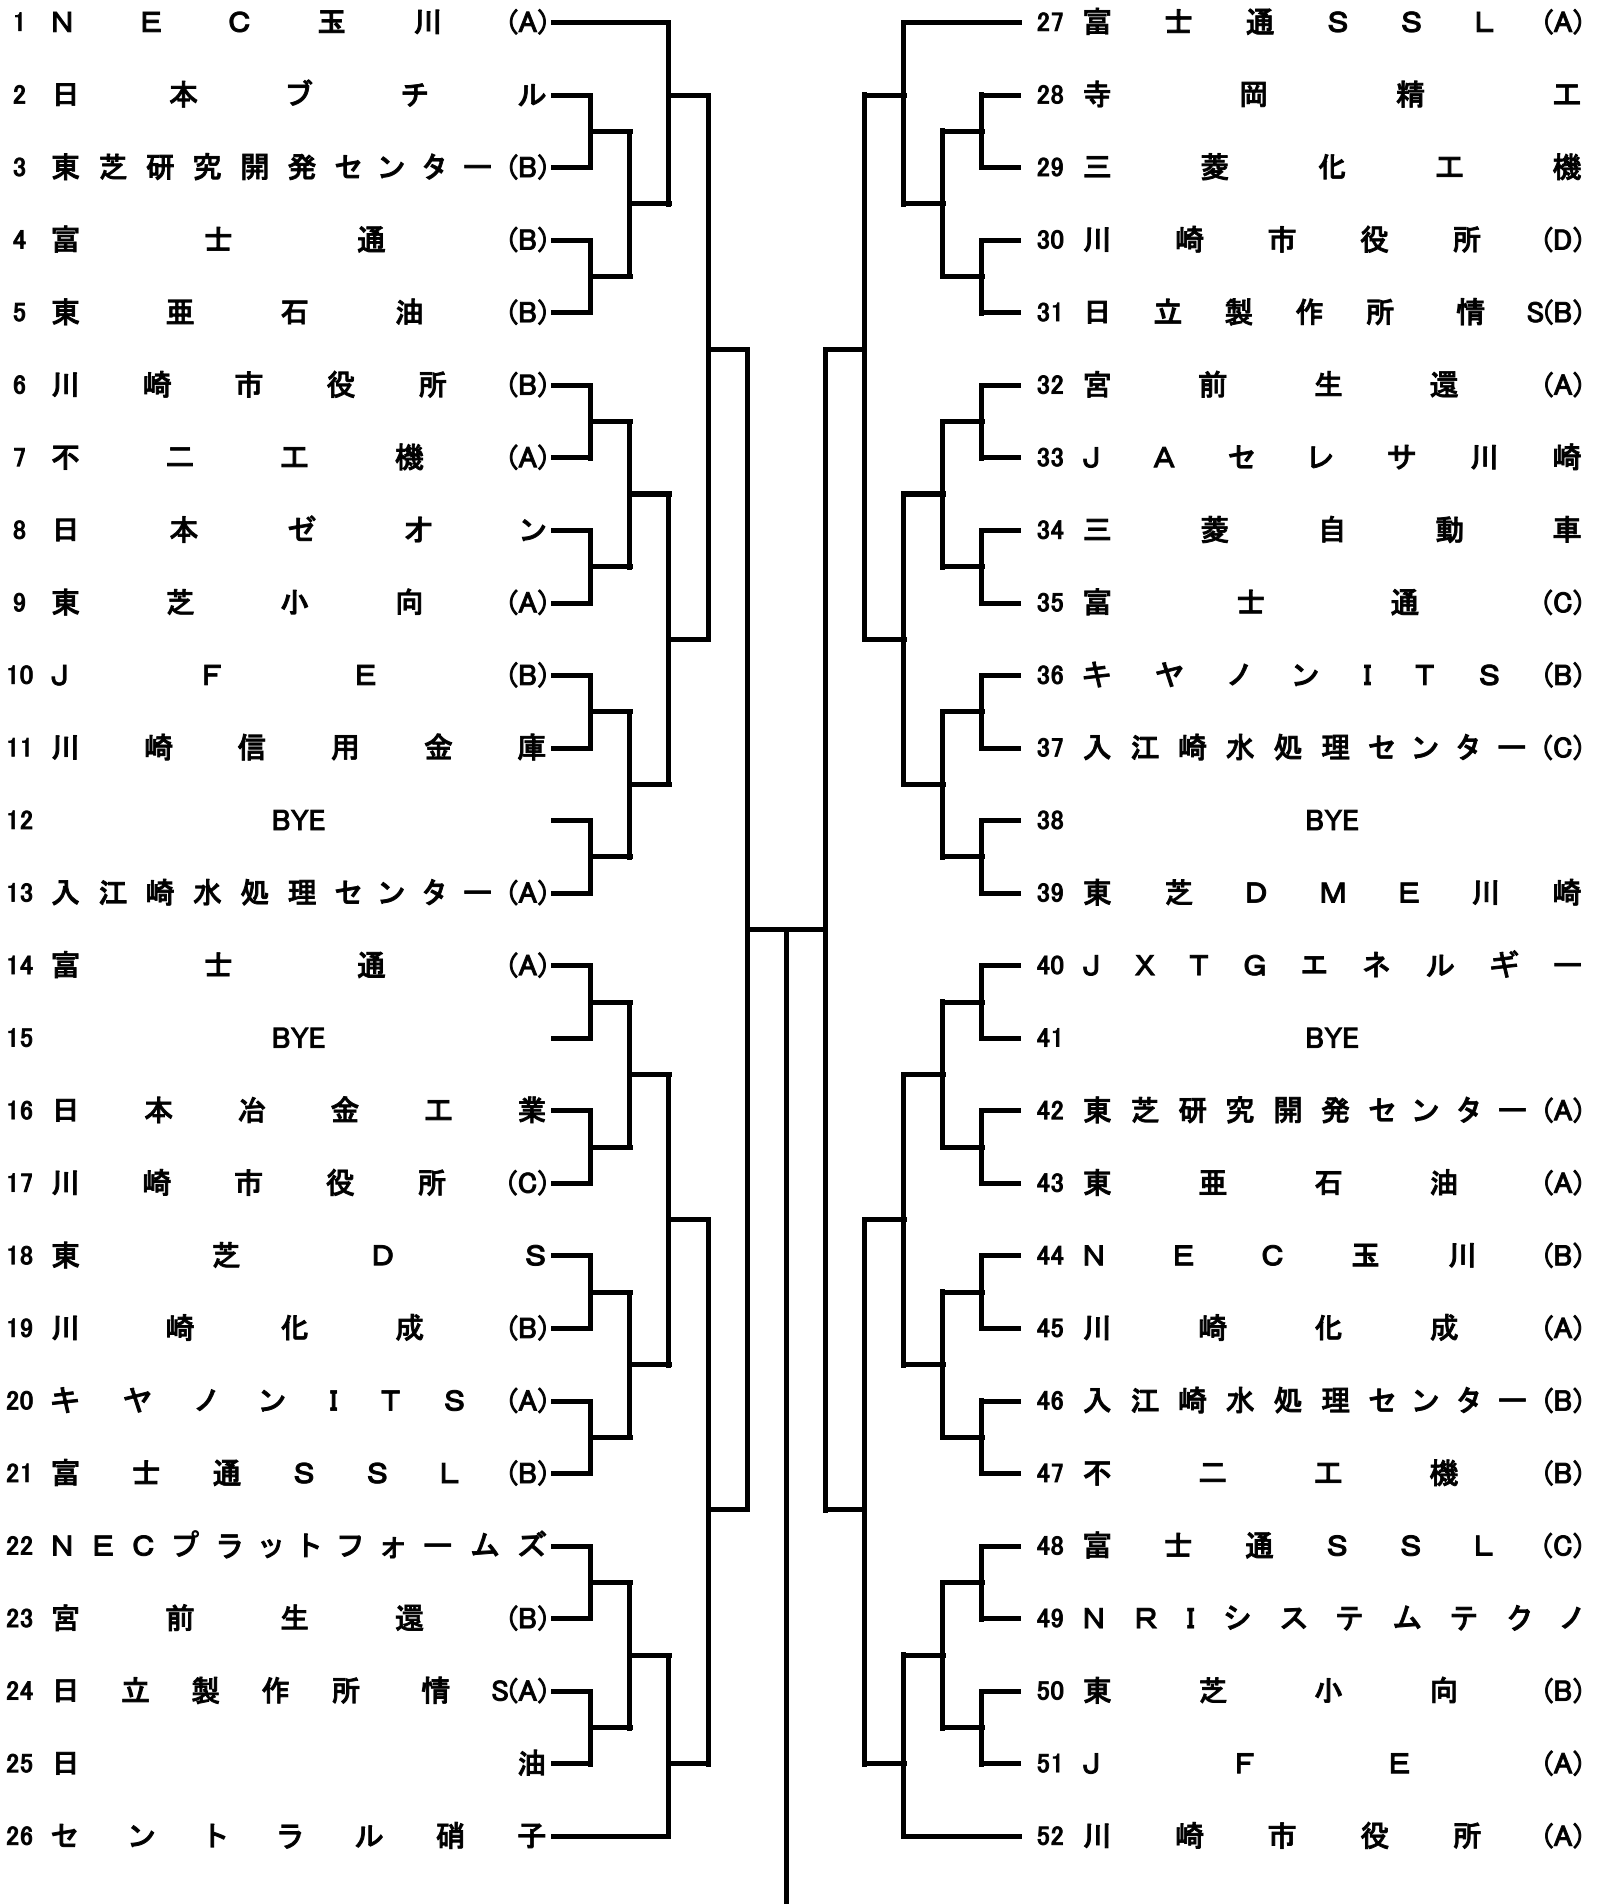 1 ＮＥＣ玉川(A)
2 日本ブチル
3 東芝研究開発センター(B)
4 富士通(B)
5 東亜石油(B)
6 川崎市役所(B)
7 不二工機(A)
8 日本ゼオン
9 東芝小向(A)
10 ＪＦＥ(B)
11 川崎信用金庫
12 BYE
13 入江崎水処理センター(A)
14 富士通(A)
15 BYE
16 日本冶金工業
17 川崎市役所(C)
18 東芝ＤＳ
19 川崎化成(B)
20 キヤノンＩＴＳ(A)
21 富士通ＳＳＬ(B)
22 ＮＥＣプラットフォームズ
23 宮前生還(B)
24 日立製作所情S(A)
25 日油
26 セントラル硝子
27 富士通ＳＳＬ(A)
28 寺岡精工
29 三菱化工機
30 川崎市役所(D)
31 日立製作所情S(B)
32 宮前生還(A)
33 ＪＡセレサ川崎
34 三菱自動車
35 富士通(C)
36 キヤノンＩＴＳ(B)
37 入江崎水処理センター(C)
38 BYE
39 東芝ＤＭＥ川崎
40 ＪＸＴＧエネルギー
41 BYE
42 東芝研究開発センター(A)
43 東亜石油(A)
44 ＮＥＣ玉川(B)
45 川崎化成(A)
46 入江崎水処理センター(B)
47 不二工機(B)
48 富士通ＳＳＬ(C)
49 ＮＲＩシステムテクノ
50 東芝小向(B)
51 ＪＦＥ(A)
52 川崎市役所(A)